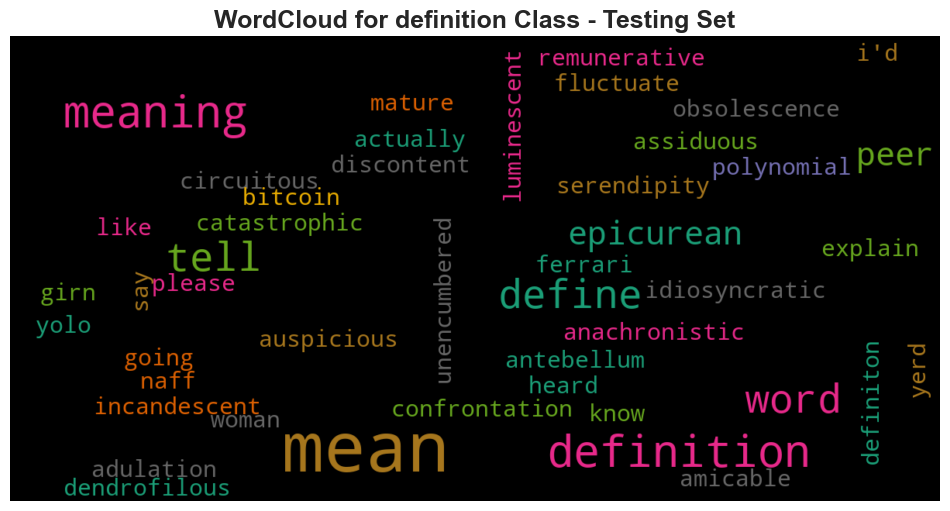 WordCloud for definition Class - Testing Set
i'd
remunerative
luminescent
fluctuate
mature
meaning
obsolescence
actually
assiduous
peer
discontent
polynomial
circuitous
serendipity
bitcoin
catastrophic
like
unencumbered
epicurean
explain
tell
ferrari
say
please
girn
define
idiosyncratic
yolo
auspicious
anachronistic
going
antebellum
definiton
yerd
naff
heard
incandescent
confrontation
know
word
woman
mean
definition
adulation
amicable
dendrofilous